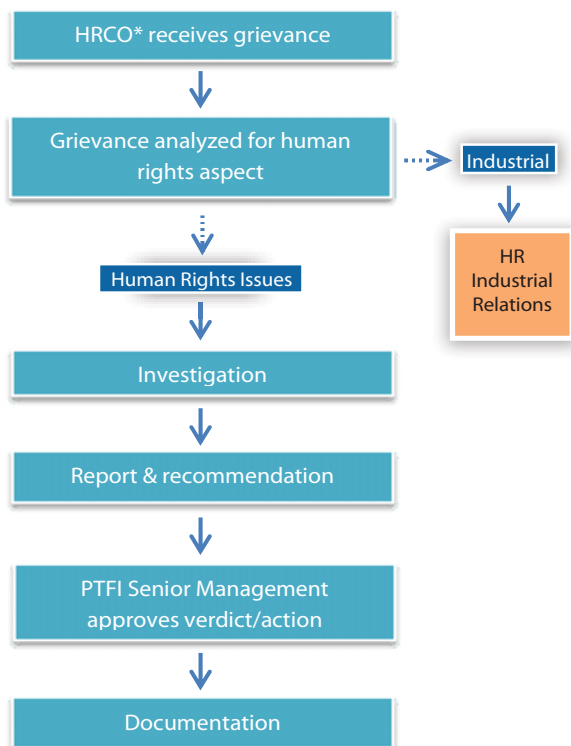 HRCO* receives grievance
Grievance analyzed for human
rights aspect
Industrial
HR
Industrial
Relations
Human Rights Issues
Investigation
Report & recommendation
PTFI Senior Management
approves verdict/action
Documentation